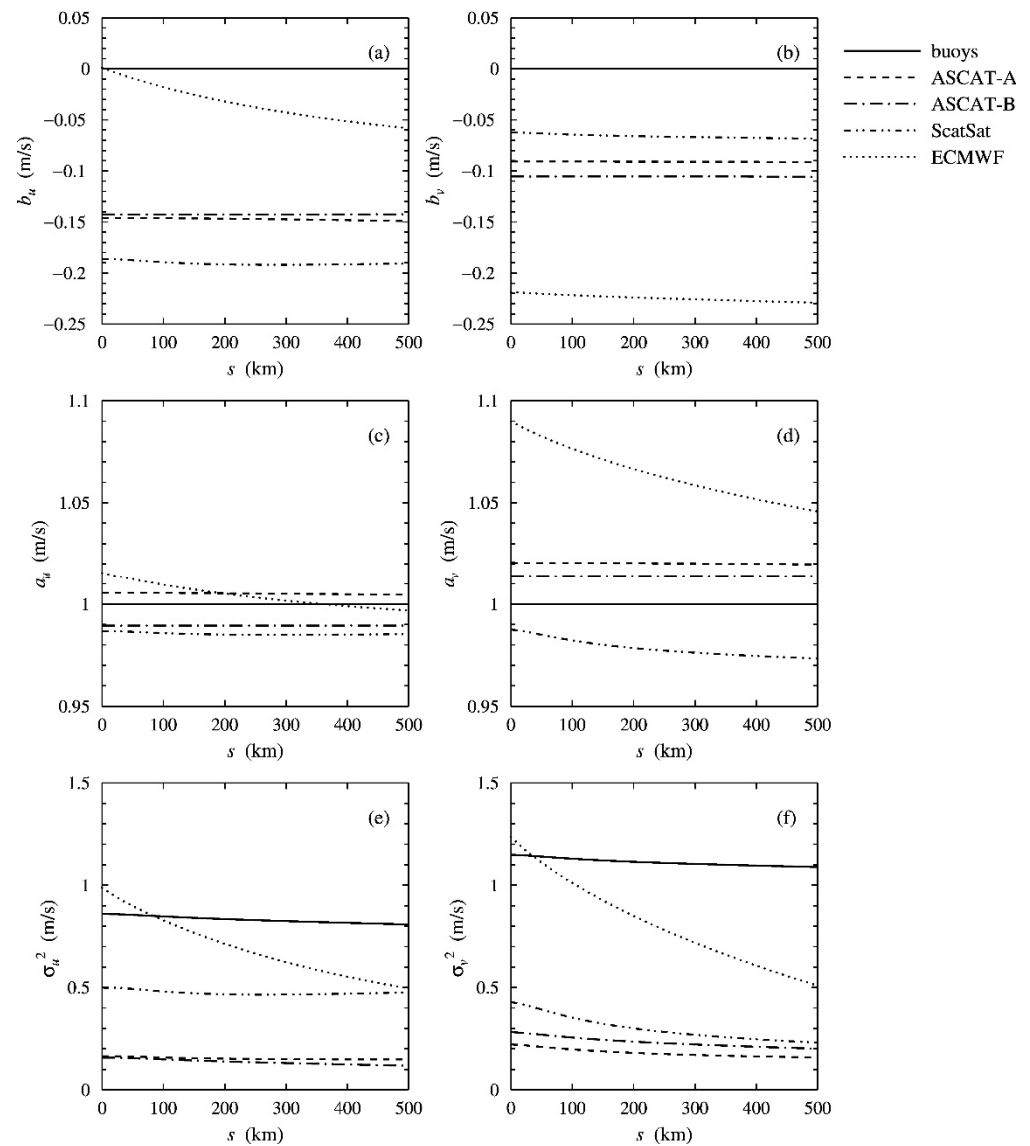 0.05
0
−0.05
−0.1
−0.15
−0.2
−0.25
b_u (m/s)
(a)
0 100 200 300 400 500
s (km)
0.05
0
−0.05
−0.1
−0.15
−0.2
−0.25
b_v (m/s)
(b)
0 100 200 300 400 500
s (km)
buoys
ASCAT-A
ASCAT-B
ScatSat
ECMWF
1.1
1.05
1
0.95
a_u (m/s)
(c)
0 100 200 300 400 500
s (km)
1.1
1.05
1
0.95
a_v (m/s)
(d)
0 100 200 300 400 500
s (km)
1.5
1
0.5
0
σ_u² (m/s)
(e)
0 100 200 300 400 500
s (km)
1.5
1
0.5
0
σ_v² (m/s)
(f)
0 100 200 300 400 500
s (km)